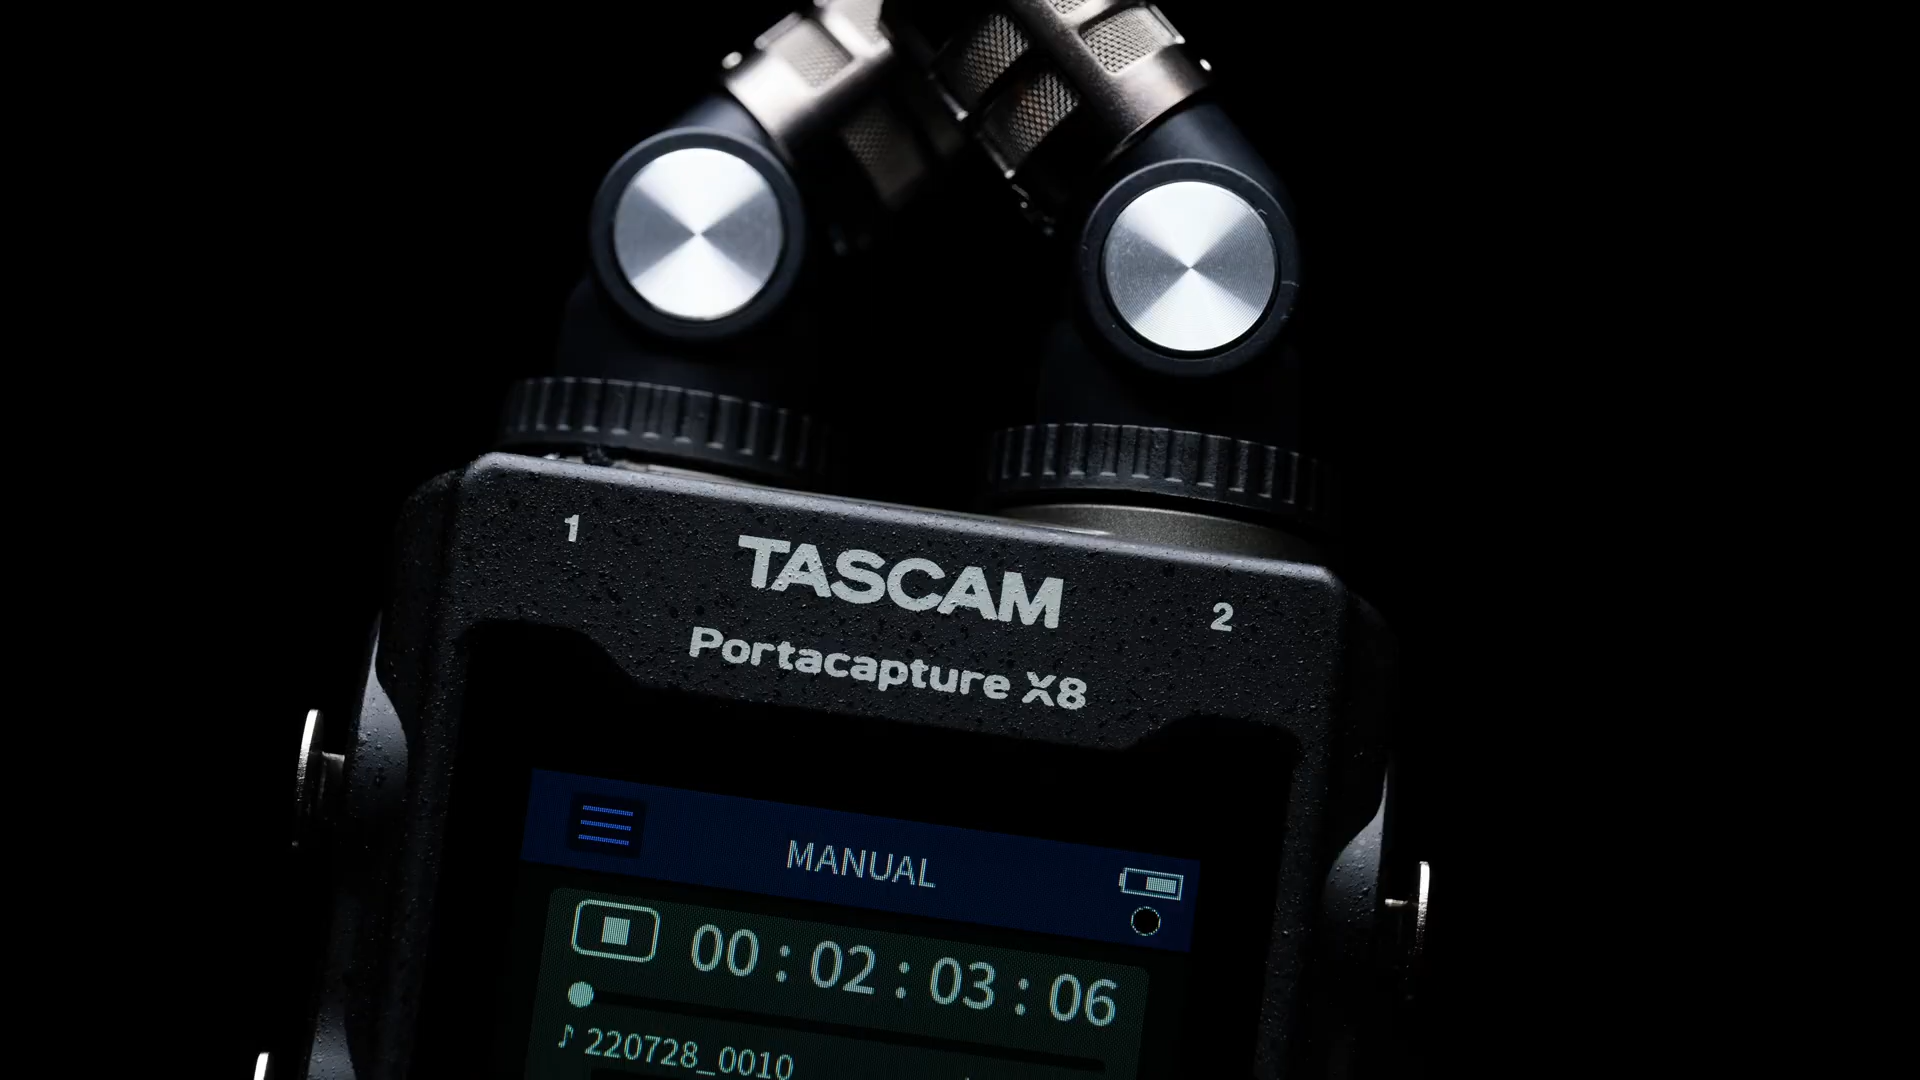 1
TASCAM
2
Portacapture X8
MANUAL
00:02:03:06
♪ 220728_0010